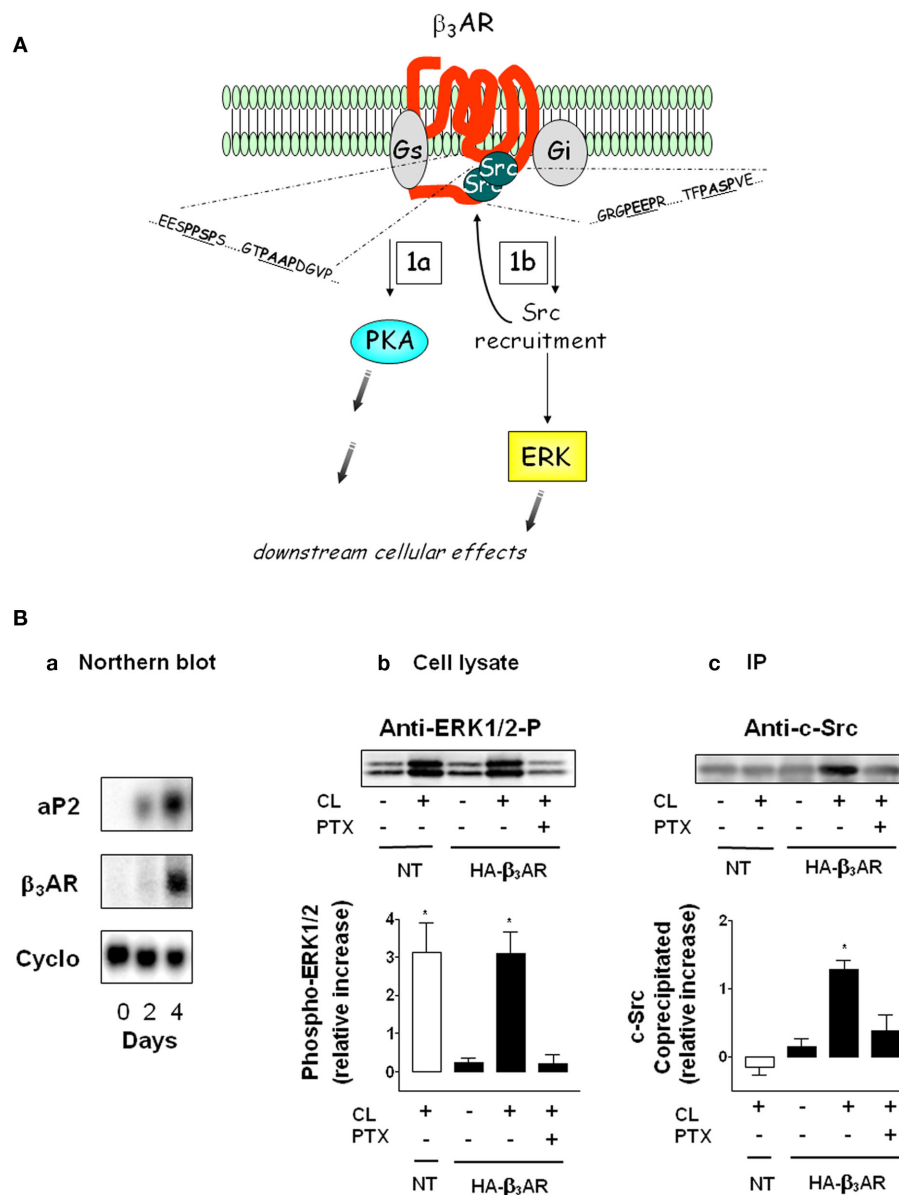 A
β₃AR
Gs
Src
Src
Gi
...EESPPSPS....GTPAAPDGVP...
...GRGPEEPR....TFPASPVE...
1a
1b
PKA
Src
recruitment
ERK
downstream cellular effects
B
a Northern blot
aP2
β₃AR
Cyclo
0 2 4
Days
b Cell lysate
Anti-ERK1/2-P
CL - + - + +
PTX - - - - +
NT HA-β₃AR
Phospho-ERK1/2
(relative increase)
4
3
2
1
0
* *
CL + - + +
PTX - - - +
NT HA-β₃AR
c IP
Anti-c-Src
CL - + - + +
PTX - - - - +
NT HA-β₃AR
c-Src
Coprecipitated
(relative increase)
2
1
0
*
CL + - + +
PTX - - - +
NT HA-β₃AR